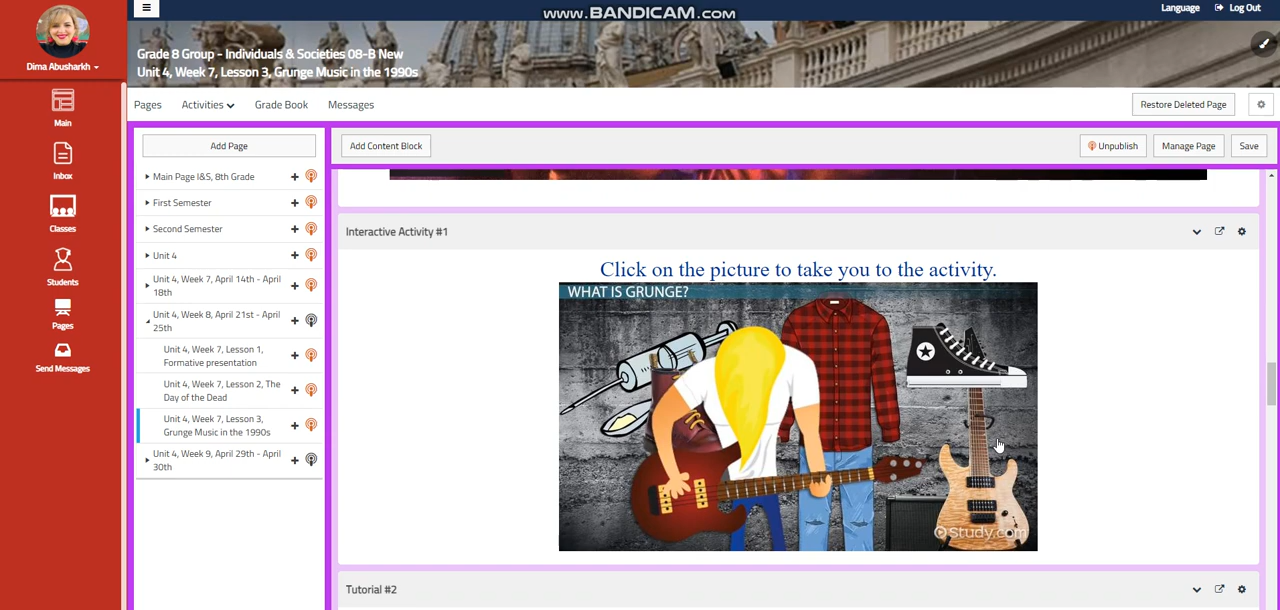 www.BANDICAM.com
Language
Log Out
Dima Abusharkh
Grade 8 Group - Individuals & Societies 08-B New
Unit 4, Week 7, Lesson 3, Grunge Music in the 1990s
Pages
Activities
Grade Book
Messages
Restore Deleted Page
Main
Inbox
Classes
Students
Pages
Send Messages
Add Page
Main Page I&S, 8th Grade
First Semester
Second Semester
Unit 4
Unit 4, Week 7, April 14th - April
18th
Unit 4, Week 8, April 21st - April
25th
Unit 4, Week 7, Lesson 1,
Formative presentation
Unit 4, Week 7, Lesson 2, The
Day of the Dead
Unit 4, Week 7, Lesson 3,
Grunge Music in the 1990s
Unit 4, Week 9, April 29th - April
30th
Add Content Block
Unpublish
Manage Page
Save
Interactive Activity #1
Click on the picture to take you to the activity.
WHAT IS GRUNGE?
Study.com
Tutorial #2